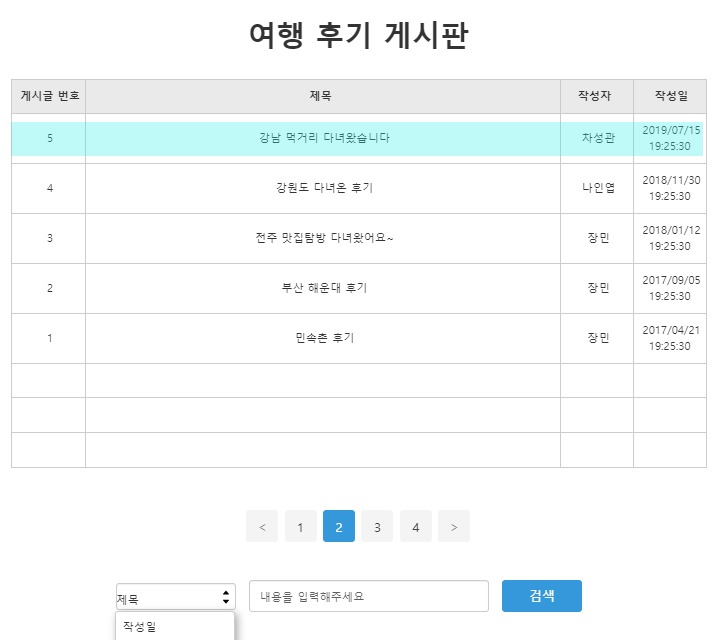 여행 후기 게시판
게시글 번호 제목 작성자 작성일
5 강남 먹거리 다녀왔습니다 차성관 2019/07/15 19:25:30
4 강원도 다녀온 후기 나인엽 2018/11/30 19:25:30
3 전주 맛집탐방 다녀왔어요~ 장민 2018/01/12 19:25:30
2 부산 해운대 후기 장민 2017/09/05 19:25:30
1 민속촌 후기 장민 2017/04/21 19:25:30
< 1 2 3 4 >
제목 내용을 입력해주세요 검색
작성일